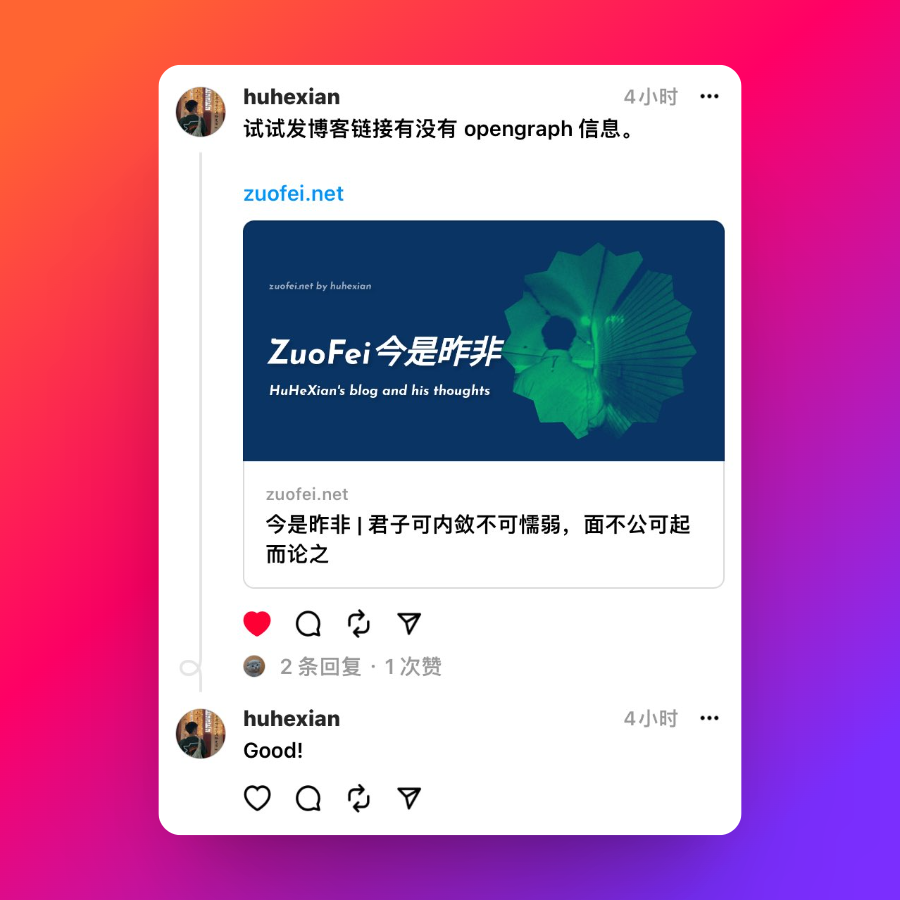 huhexian
4小时
试试发博客链接有没有 opengraph 信息。
zuofei.net
zuofei.net by huhexian
ZuoFei今是昨非
HuHeXian's blog and his thoughts
zuofei.net
今是昨非 | 君子可内敛不可懦弱，面不公可起
而论之
2 条回复 · 1 次赞
huhexian
4小时
Good!